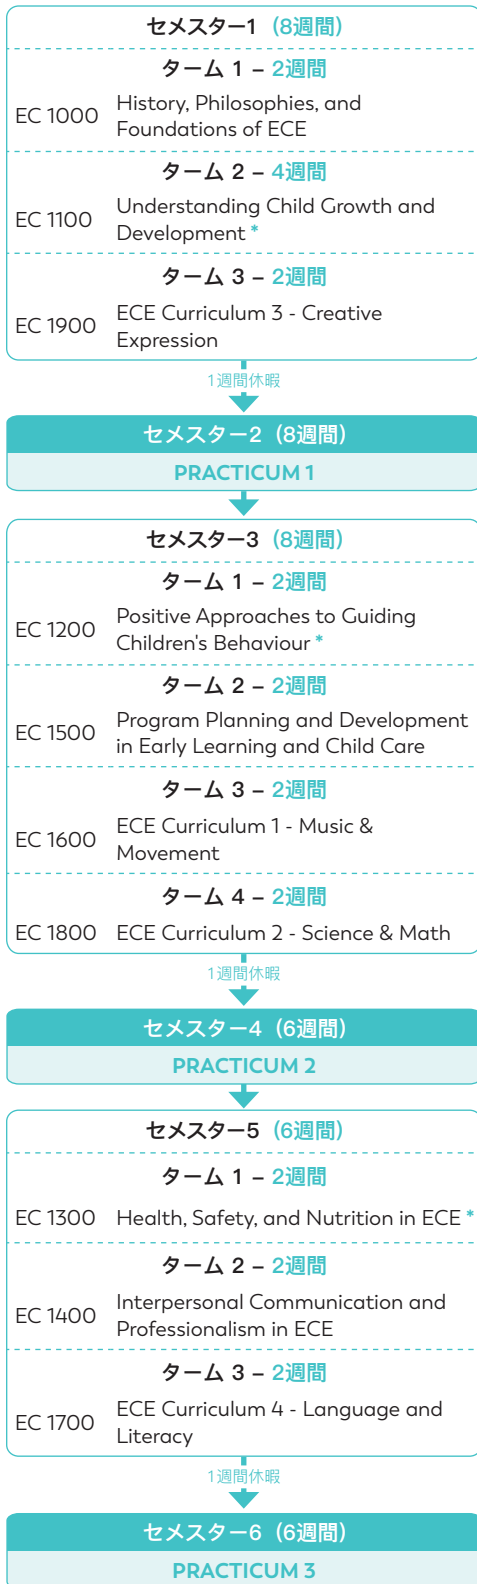 セメスター1（8週間）
ターム 1 – 2週間
EC 1000 History, Philosophies, and
Foundations of ECE
ターム 2 – 4週間
EC 1100 Understanding Child Growth and
Development *
ターム 3 – 2週間
EC 1900 ECE Curriculum 3 - Creative
Expression
1週間休暇
セメスター2（8週間）
PRACTICUM 1
セメスター3（8週間）
ターム 1 – 2週間
EC 1200 Positive Approaches to Guiding
Children's Behaviour *
ターム 2 – 2週間
EC 1500 Program Planning and Development
in Early Learning and Child Care
ターム 3 – 2週間
EC 1600 ECE Curriculum 1 - Music &
Movement
ターム 4 – 2週間
EC 1800 ECE Curriculum 2 - Science & Math
1週間休暇
セメスター4（6週間）
PRACTICUM 2
セメスター5（6週間）
ターム 1 – 2週間
EC 1300 Health, Safety, and Nutrition in ECE *
ターム 2 – 2週間
EC 1400 Interpersonal Communication and
Professionalism in ECE
ターム 3 – 2週間
EC 1700 ECE Curriculum 4 - Language and
Literacy
1週間休暇
セメスター6（6週間）
PRACTICUM 3